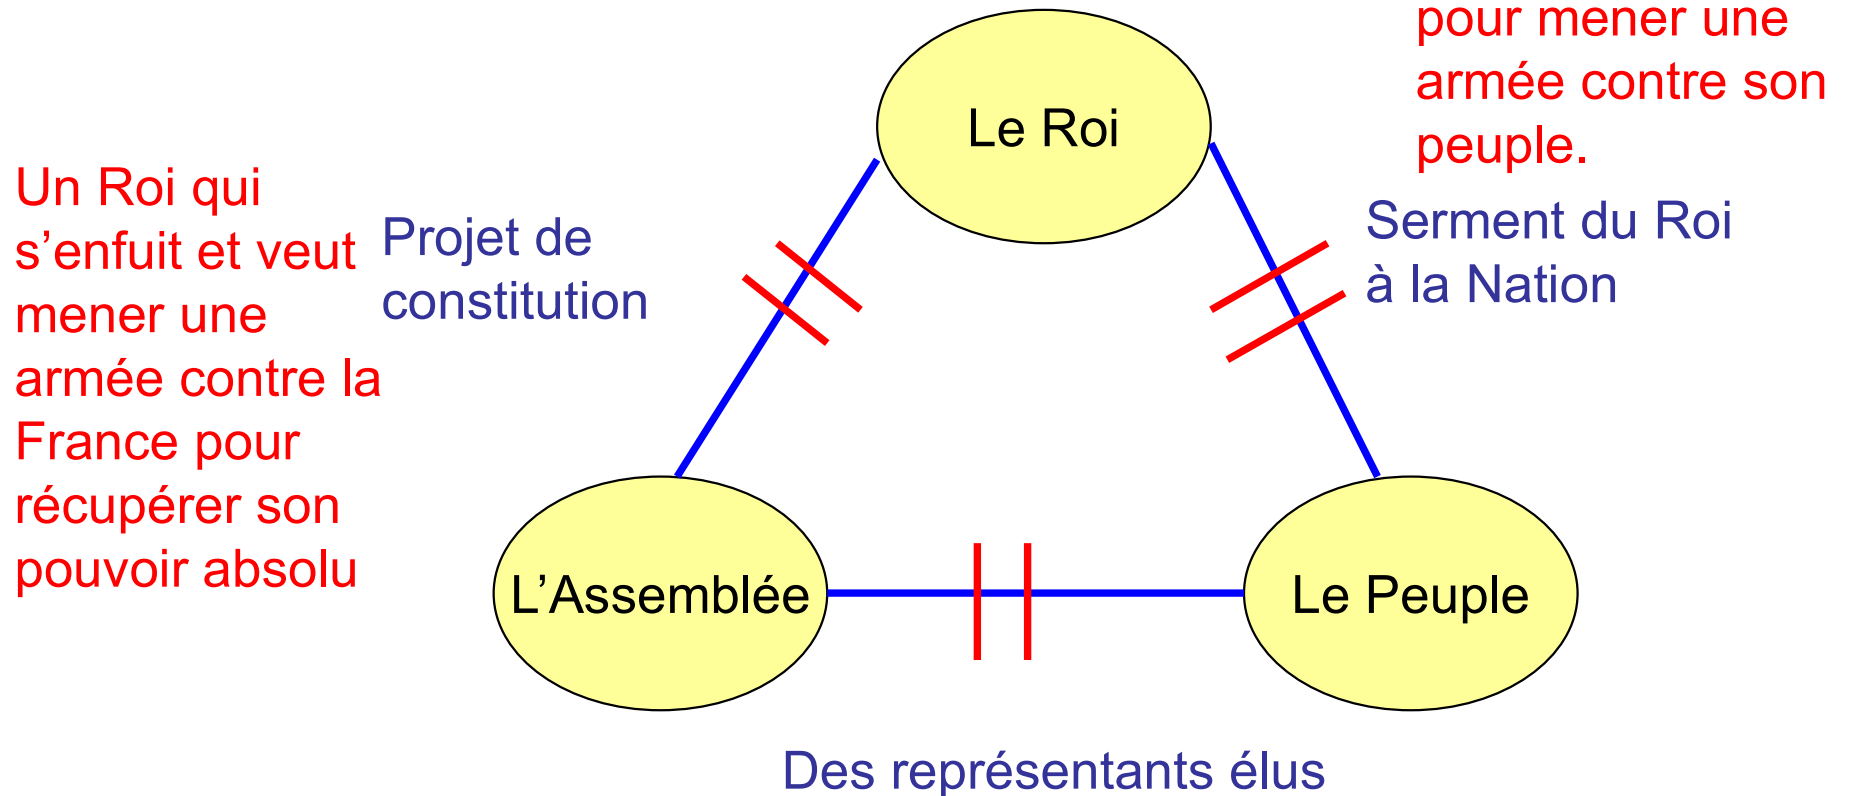 pour mener une
armée contre son
peuple.
Le Roi
Un Roi qui
s’enfuit et veut
mener une
armée contre la
France pour
récupérer son
pouvoir absolu
Projet de
constitution
Serment du Roi
à la Nation
L’Assemblée
Le Peuple
Des représentants élus